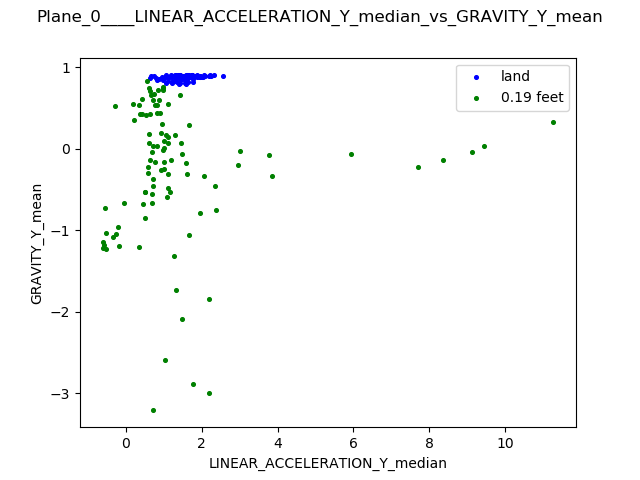 Plane_0____LINEAR_ACCELERATION_Y_median_vs_GRAVITY_Y_mean
land
0.19 feet
1
0
−1
−2
−3
GRAVITY_Y_mean
0 2 4 6 8 10
LINEAR_ACCELERATION_Y_median